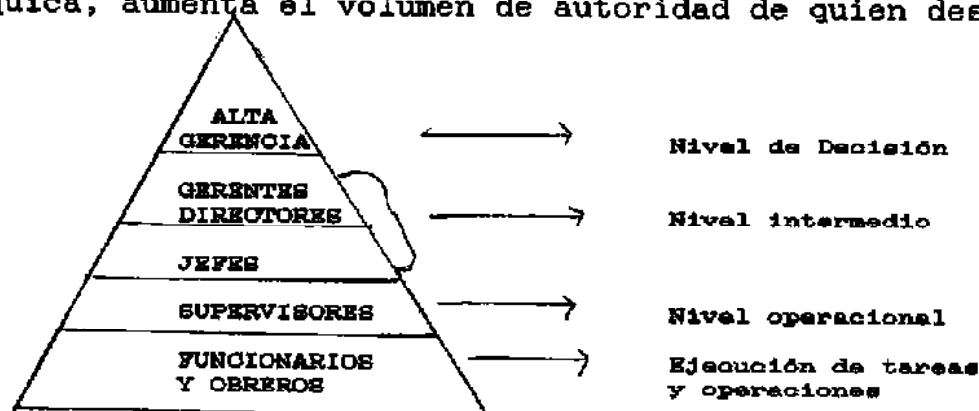 quica, aumenta el volumen de autoridad de quien des
ALTA
GERENCIA
Nivel de Decisión
GERENTES
DIRECTORES
Nivel intermedio
JEFES
SUPERVISORES
Nivel operacional
FUNCIONARIOS
Y OBREROS
Ejecución de tareas
y operaciones